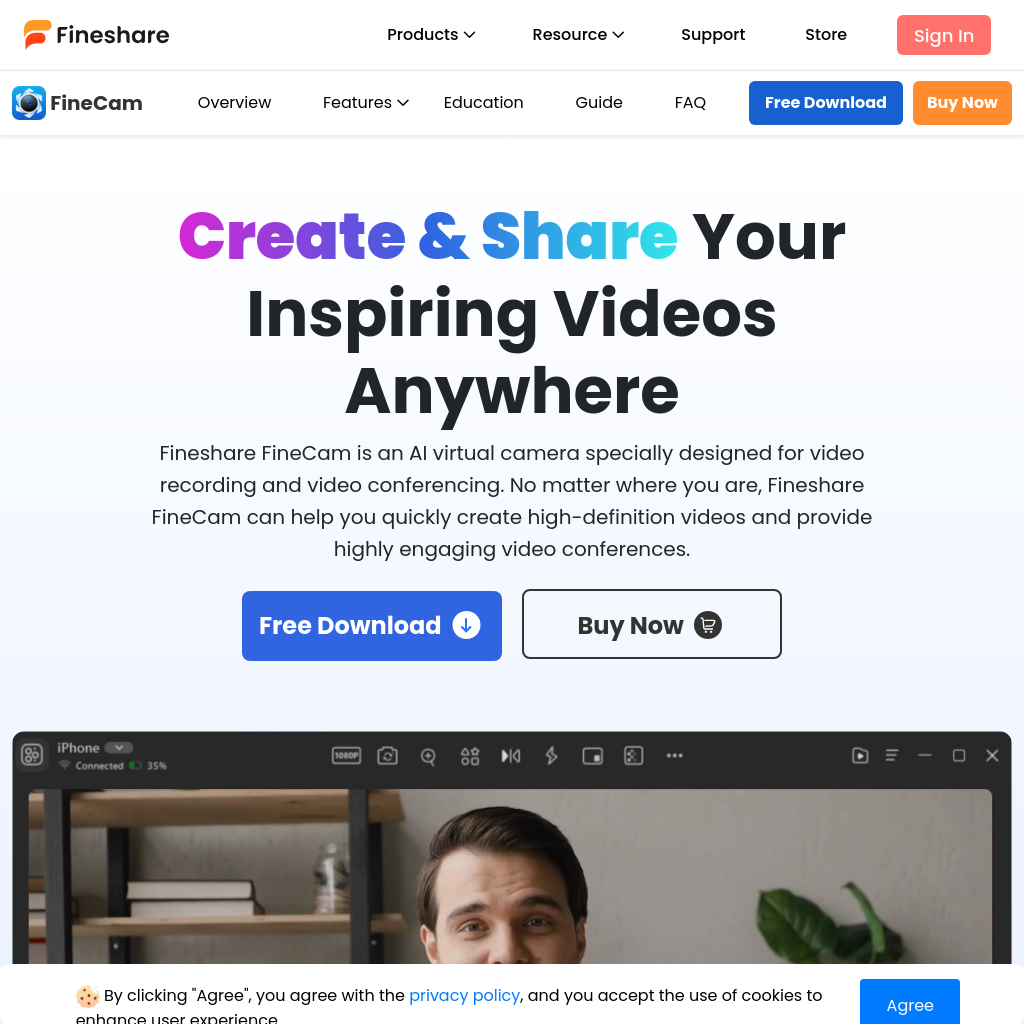 Fineshare
Products
Resource
Support
Store
Sign In
FineCam
Overview
Features
Education
Guide
FAQ
Free Download
Buy Now
Create & Share Your
Inspiring Videos
Anywhere
Fineshare FineCam is an AI virtual camera specially designed for video
recording and video conferencing. No matter where you are, Fineshare
FineCam can help you quickly create high-definition videos and provide
highly engaging video conferences.
Free Download
Buy Now
iPhone
Connected 35%
1080P
By clicking "Agree", you agree with the privacy policy, and you accept the use of cookies to
enhance user experience
Agree